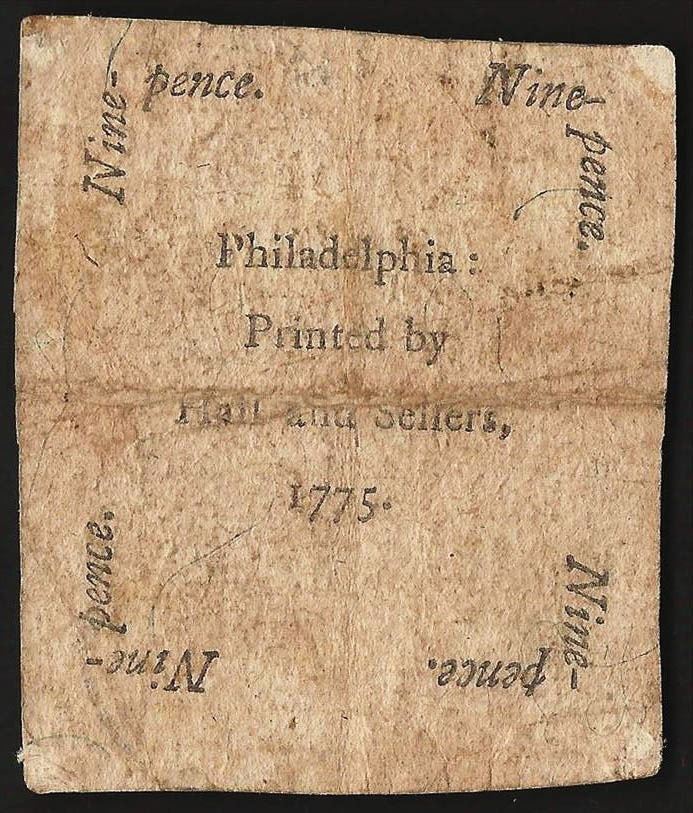 Nine-
pence.
Nine-
pence.
Philadelphia:
Printed by
Hall and Sellers,
1775.
Nine-
pence.
Nine-
pence.